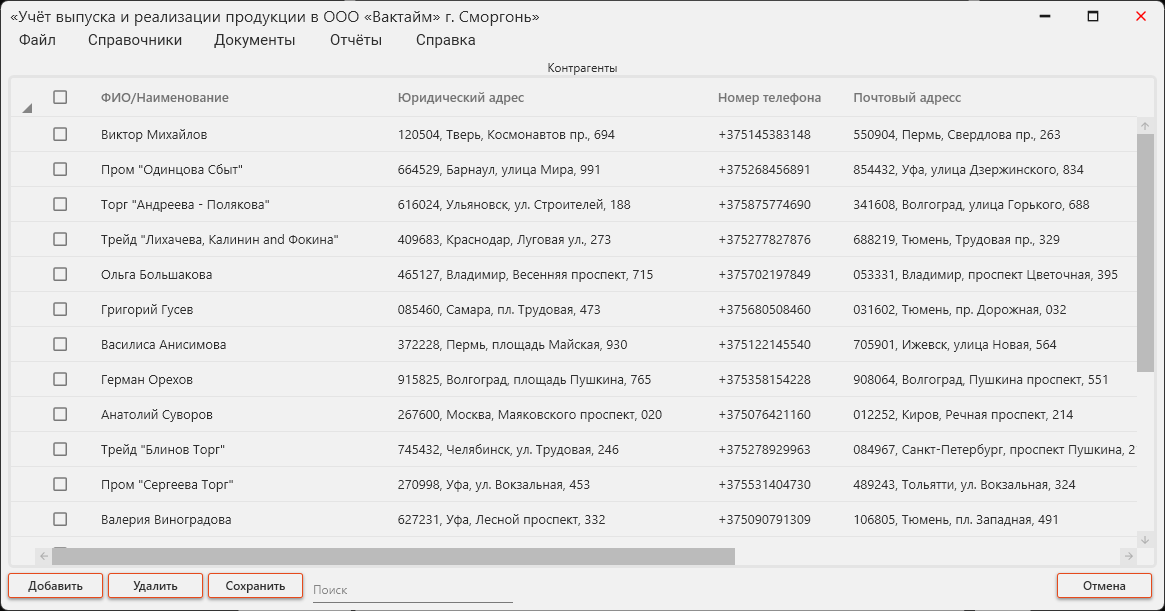 «Учёт выпуска и реализации продукции в ООО «Вактайм» г. Сморгонь»
Файл Справочники Документы Отчёты Справка
Контрагенты
ФИО/Наименование Юридический адрес Номер телефона Почтовый адресс
Виктор Михайлов 120504, Тверь, Космонавтов пр., 694 +375145383148 550904, Пермь, Свердлова пр., 263
Пром "Одинцова Сбыт" 664529, Барнаул, улица Мира, 991 +375268456891 854432, Уфа, улица Дзержинского, 834
Торг "Андреева - Полякова" 616024, Ульяновск, ул. Строителей, 188 +375875774690 341608, Волгоград, улица Горького, 688
Трейд "Лихачева, Калинин and Фокина" 409683, Краснодар, Луговая ул., 273 +375277827876 688219, Тюмень, Трудовая пр., 329
Ольга Большакова 465127, Владимир, Весенняя проспект, 715 +375702197849 053331, Владимир, проспект Цветочная, 395
Григорий Гусев 085460, Самара, пл. Трудовая, 473 +375680508460 031602, Тюмень, пр. Дорожная, 032
Василиса Анисимова 372228, Пермь, площадь Майская, 930 +375122145540 705901, Ижевск, улица Новая, 564
Герман Орехов 915825, Волгоград, площадь Пушкина, 765 +375358154228 908064, Волгоград, Пушкина проспект, 551
Анатолий Суворов 267600, Москва, Маяковского проспект, 020 +375076421160 012252, Киров, Речная проспект, 214
Трейд "Блинов Торг" 745432, Челябинск, ул. Трудовая, 246 +375278929963 084967, Санкт-Петербург, проспект Пушкина, 2
Пром "Сергеева Торг" 270998, Уфа, ул. Вокзальная, 453 +375531404730 489243, Тольятти, ул. Вокзальная, 324
Валерия Виноградова 627231, Уфа, Лесной проспект, 332 +375090791309 106805, Тюмень, пл. Западная, 491
Добавить Удалить Сохранить Поиск Отмена